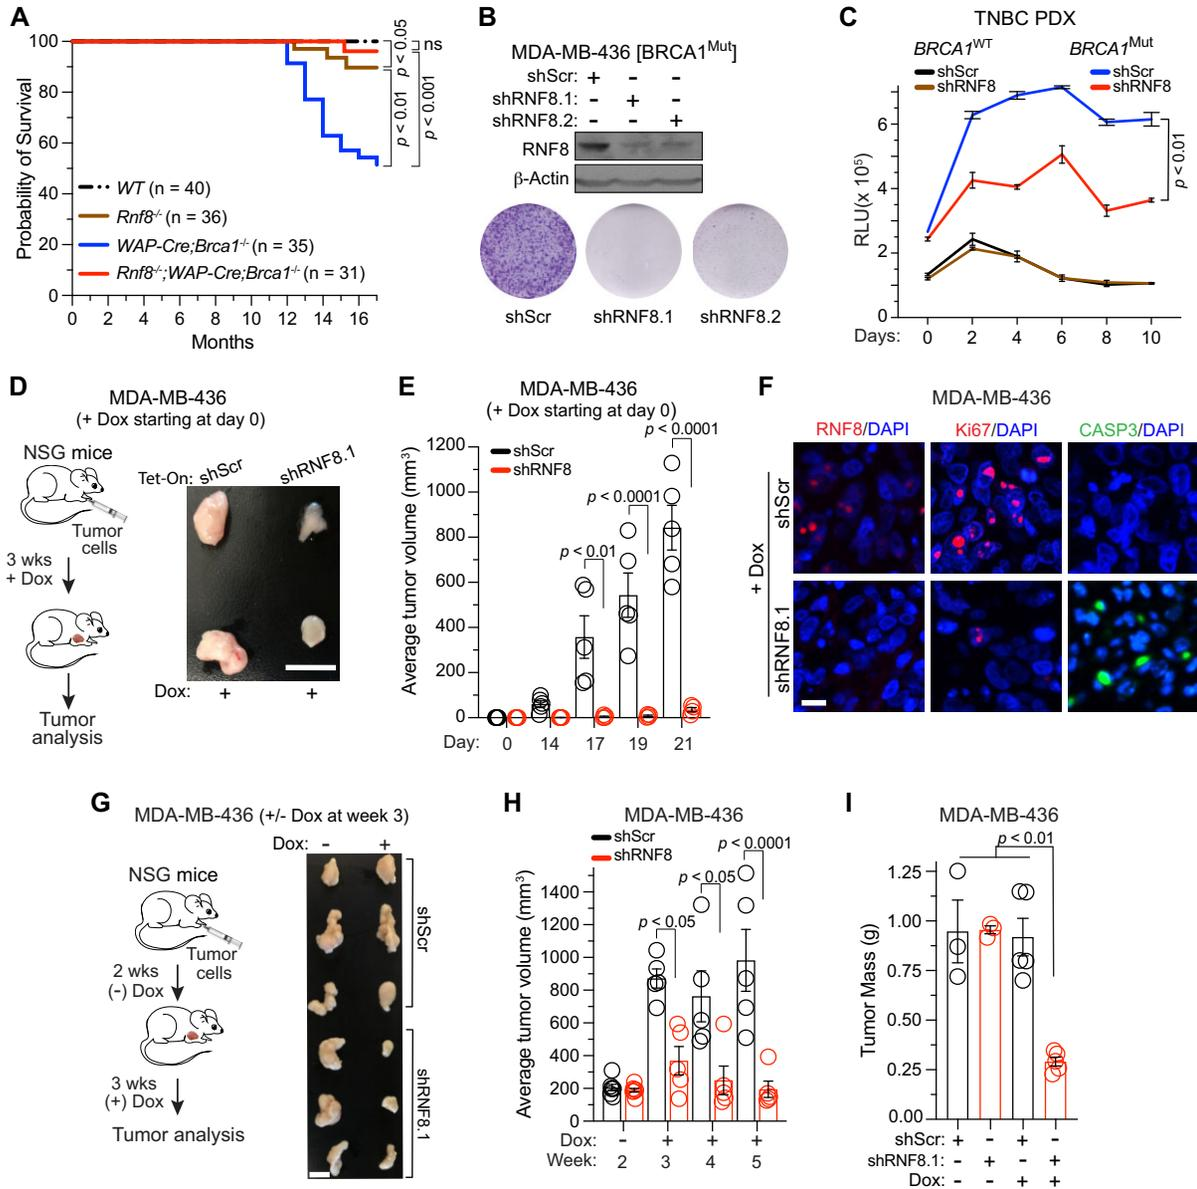 A
Probability of Survival
100
80
60
40
20
0
0 2 4 6 8 10 12 14 16
Months
WT (n = 40)
Rnf8-/- (n = 36)
WAP-Cre;Brca1-/- (n = 35)
Rnf8-/-;WAP-Cre;Brca1-/- (n = 31)
p < 0.05
ns
p < 0.01
p < 0.001
B
MDA-MB-436 [BRCA1Mut]
shScr: + - -
shRNF8.1: - + -
shRNF8.2: - - +
RNF8
β-Actin
shScr shRNF8.1 shRNF8.2
C
TNBC PDX
BRCA1WT BRCA1Mut
shScr shScr
shRNF8 shRNF8
RLU(x 10⁵)
6
4
2
0
p < 0.01
Days: 0 2 4 6 8 10
D
MDA-MB-436
(+ Dox starting at day 0)
NSG mice
Tet-On: shScr shRNF8.1
Tumor
cells
3 wks
+ Dox
Tumor
analysis
Dox: + +
E
MDA-MB-436
(+ Dox starting at day 0)
shScr
shRNF8
Average tumor volume (mm³)
1200
1000
800
600
400
200
0
p < 0.01
p < 0.0001
p < 0.0001
Day: 0 14 17 19 21
F
MDA-MB-436
RNF8/DAPI Ki67/DAPI CASP3/DAPI
+ Dox
shScr
shRNF8.1
G
MDA-MB-436 (+/- Dox at week 3)
Dox: - +
NSG mice
Tumor
cells
2 wks
(-) Dox
3 wks
(+) Dox
Tumor analysis
shScr
shRNF8.1
H
MDA-MB-436
shScr
shRNF8
Average tumor volume (mm³)
1400
1200
1000
800
600
400
200
0
p < 0.05
p < 0.05
p < 0.0001
Dox: - + + +
Week: 2 3 4 5
I
MDA-MB-436
p < 0.01
Tumor Mass (g)
1.25
1.00
0.75
0.50
0.25
0.00
shScr: + - + -
shRNF8.1: - + - +
Dox: - - + +